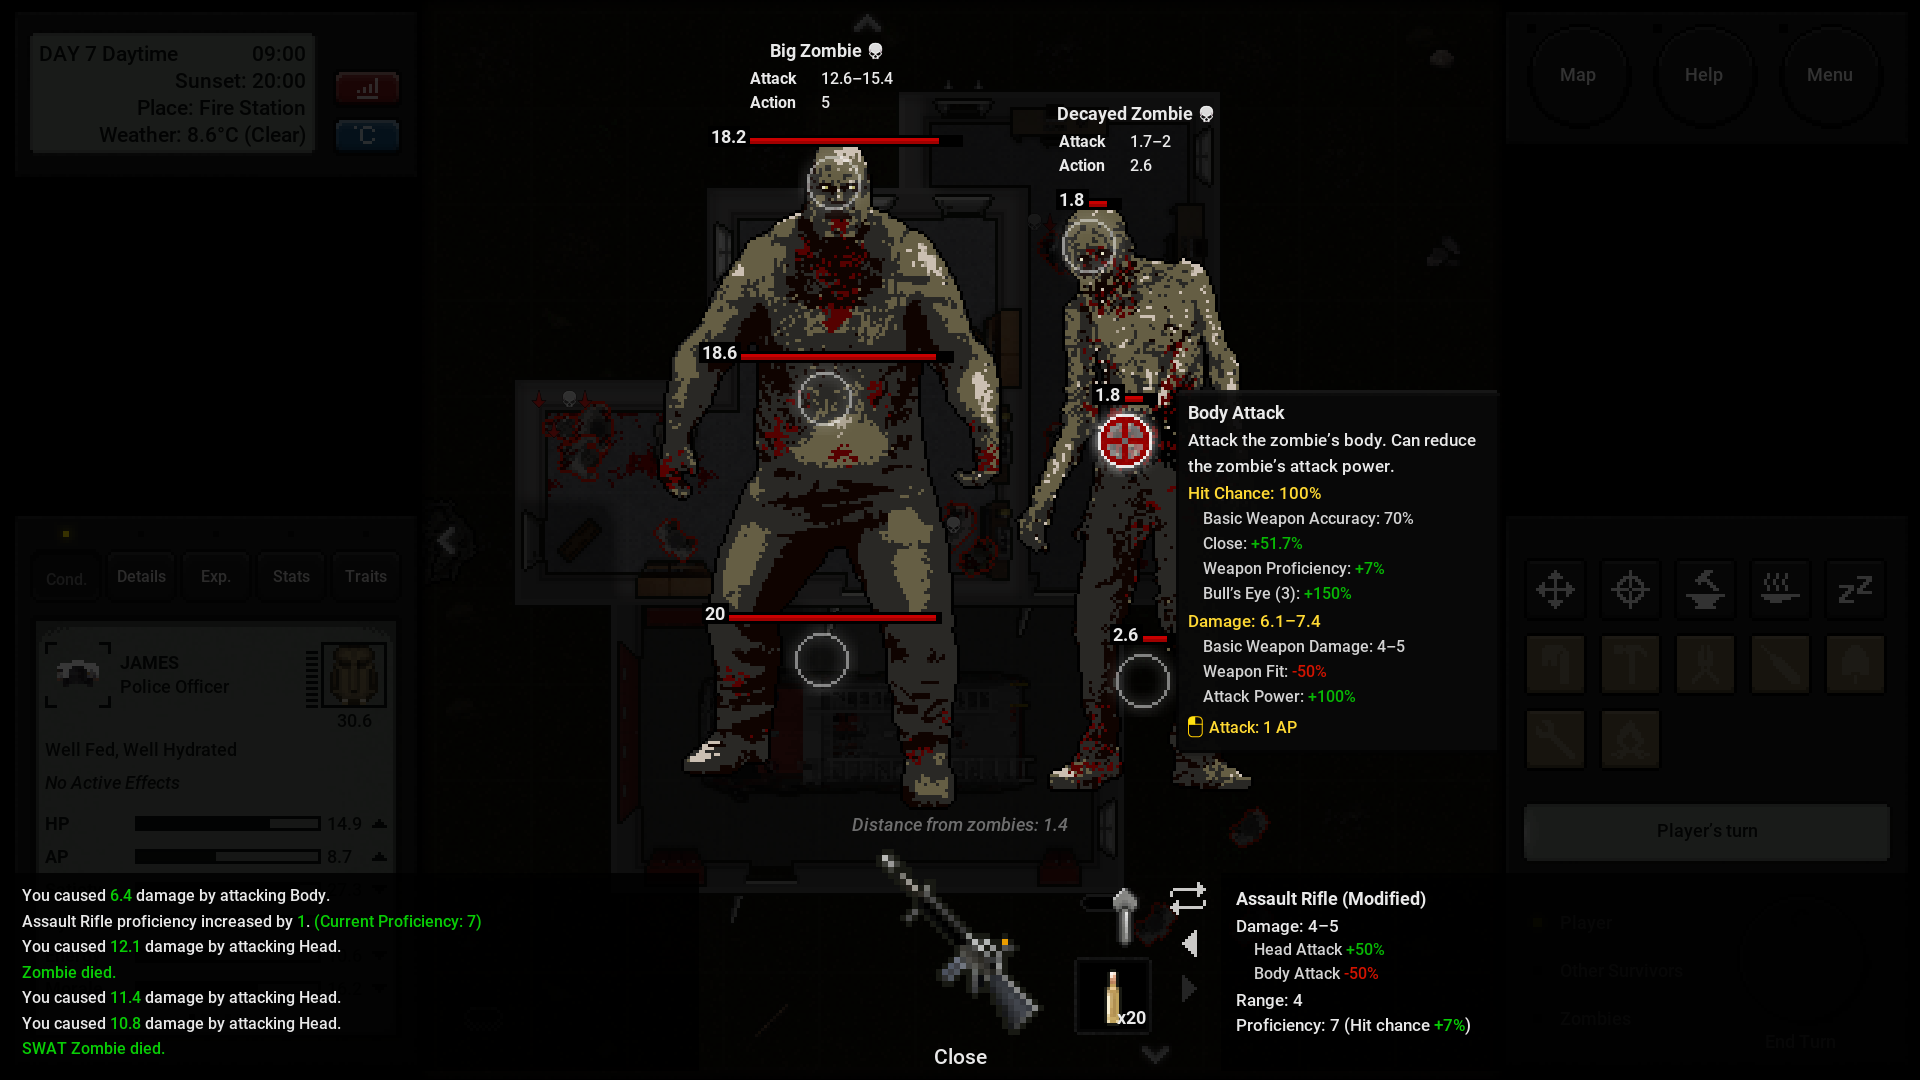 DAY 7 Daytime 09:00
Sunset: 20:00
Place: Fire Station
Weather: 8.6°C (Clear)
°C
Big Zombie
Attack 12.6–15.4
Action 5
18.2
18.6
20
Decayed Zombie
Attack 1.7–2
Action 2.6
1.8
1.8
2.6
Map
Help
Menu
Body Attack
Attack the zombie's body. Can reduce
the zombie's attack power.
Hit Chance: 100%
Basic Weapon Accuracy: 70%
Close: +51.7%
Weapon Proficiency: +7%
Bull's Eye (3): +150%
Damage: 6.1–7.4
Basic Weapon Damage: 4–5
Weapon Fit: -50%
Attack Power: +100%
Attack: 1 AP
Cond.
Details
Exp.
Stats
Traits
JAMES
Police Officer
30.6
Well Fed, Well Hydrated
No Active Effects
HP 14.9
AP 8.7
zZZ
Player's turn
Distance from zombies: 1.4
You caused 6.4 damage by attacking Body.
Assault Rifle proficiency increased by 1. (Current Proficiency: 7)
You caused 12.1 damage by attacking Head.
Zombie died.
You caused 11.4 damage by attacking Head.
You caused 10.8 damage by attacking Head.
SWAT Zombie died.
x20
Close
Assault Rifle (Modified)
Damage: 4–5
Head Attack +50%
Body Attack -50%
Range: 4
Proficiency: 7 (Hit chance +7%)
Player
Other Survivors
Zombies
End Turn